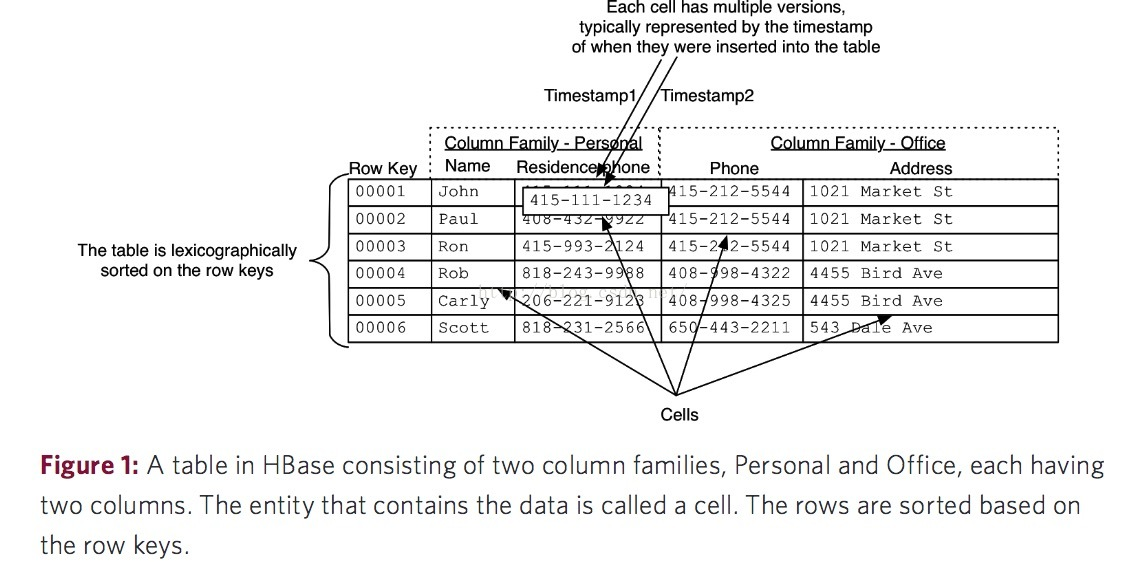 Each cell has multiple versions,
typically represented by the timestamp
of when they were inserted into the table
Timestamp1 Timestamp2
Column Family - Personal Column Family - Office
Row Key Name Residence phone Phone Address
00001 John 415-212-5544 1021 Market St
415-111-1234
00002 Paul 408-432-9922 415-212-5544 1021 Market St
The table is lexicographically
sorted on the row keys
00003 Ron 415-993-2124 415-212-5544 1021 Market St
00004 Rob 818-243-9988 408-998-4322 4455 Bird Ave
00005 Carly 206-221-9123 408-998-4325 4455 Bird Ave
00006 Scott 818-231-2566 650-443-2211 543 Dale Ave
Cells
Figure 1: A table in HBase consisting of two column families, Personal and Office, each having
two columns. The entity that contains the data is called a cell. The rows are sorted based on
the row keys.